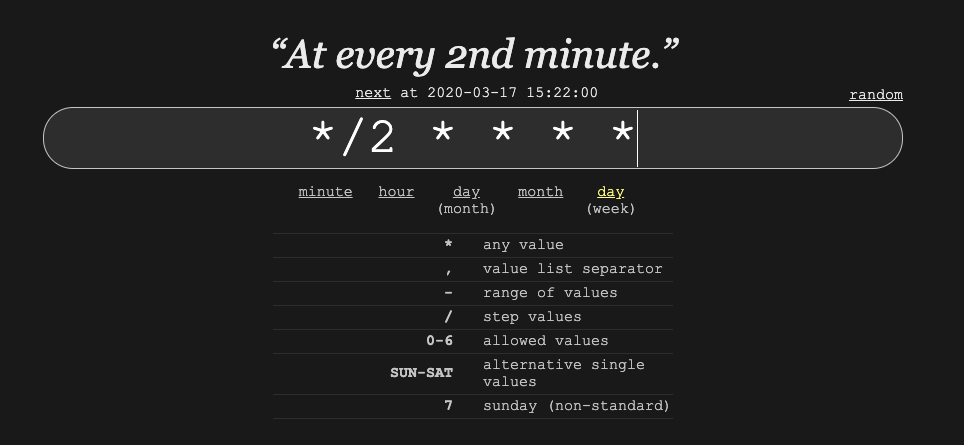 “At every 2nd minute.”
next at 2020-03-17 15:22:00
random
*/2 * * * *
minute hour day month day
(month) (week)
* any value
, value list separator
- range of values
/ step values
0-6 allowed values
SUN-SAT alternative single
values
7 sunday (non-standard)